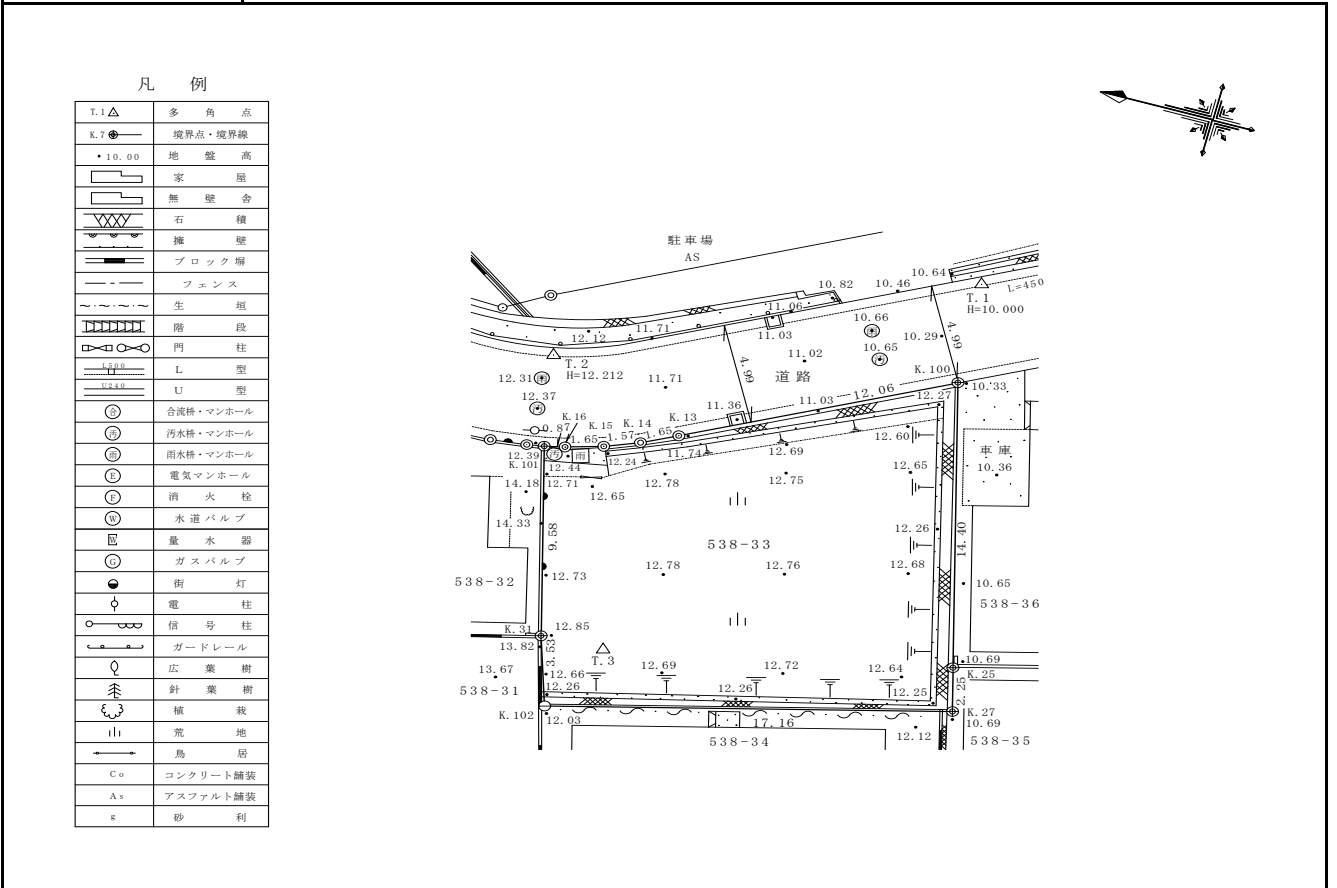 凡 例
T.1 多角点
K.7 境界点・境界線
10.00 地盤高
家屋
無壁舎
石積
擁壁
ブロック塀
フェンス
生垣
階段
門柱
L500 L型
U240 U型
合 合流桝・マンホール
汚 汚水桝・マンホール
雨 雨水桝・マンホール
E 電気マンホール
F 消火栓
W 水道バルブ
W 量水器
G ガスバルブ
街灯
電柱
信号柱
ガードレール
広葉樹
針葉樹
植栽
荒地
鳥居
Co コンクリート舗装
As アスファルト舗装
g 砂利
駐車場
AS
10.64
10.82
10.46
T.1
H=10.000
L=450
11.06
10.66
11.71
12.12
11.03
10.29
4.99
10.65
11.02
T.2
H=12.212
4.99
道路
K.100
12.31
雨
11.71
10.33
12.06
12.27
12.37
11.36
11.03
K.16
K.15
K.14
K.13
0.87
1.65
1.57
1.65
12.60
12.39
汚
雨
12.24
11.74
12.69
車庫
K.101
12.44
12.65
10.36
14.18
12.71
12.65
12.78
12.75
14.33
9.58
12.26
14.40
538-33
12.73
12.78
12.76
12.68
538-32
10.65
538-36
K.31
12.85
13.82
3.53
T.3
10.69
13.67
12.66
12.69
12.72
12.64
K.25
538-31
12.26
12.26
12.25
2.25
K.102
12.03
17.16
K.27
10.69
538-34
12.12
538-35